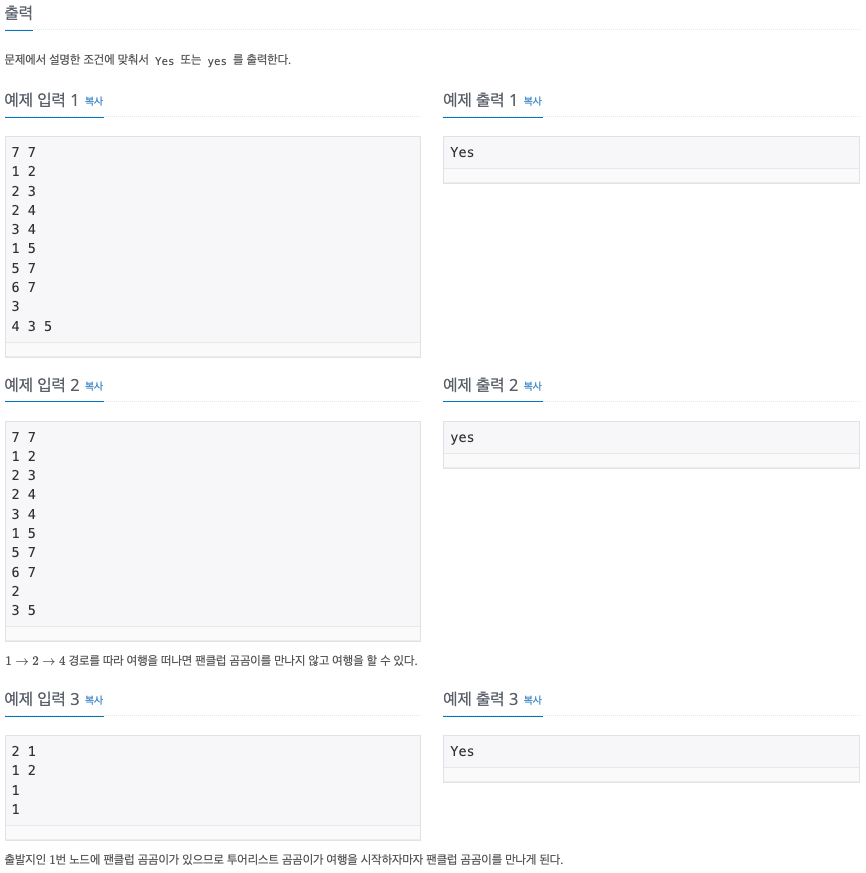 출력
문제에서 설명한 조건에 맞춰서 Yes 또는 yes 를 출력한다.
예제 입력 1 복사
7 7
1 2
2 3
2 4
3 4
1 5
5 7
6 7
3
4 3 5
예제 출력 1 복사
Yes
예제 입력 2 복사
7 7
1 2
2 3
2 4
3 4
1 5
5 7
6 7
2
3 5
예제 출력 2 복사
yes
1 → 2 → 4 경로를 따라 여행을 떠나면 팬클럽 곰곰이를 만나지 않고 여행을 할 수 있다.
예제 입력 3 복사
2 1
1 2
1
1
예제 출력 3 복사
Yes
출발지인 1번 노드에 팬클럽 곰곰이가 있으므로 투어리스트 곰곰이가 여행을 시작하자마자 팬클럽 곰곰이를 만나게 된다.